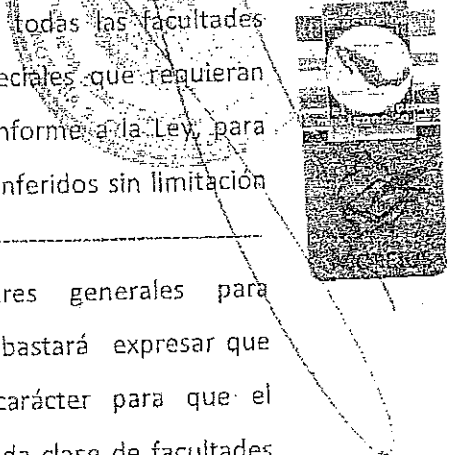 todas las facultades
eciales que requieran
nforme a la Ley, para
nferidos sin limitación
res generales para
bastará expresar que
carácter para que el
da clase de facultades